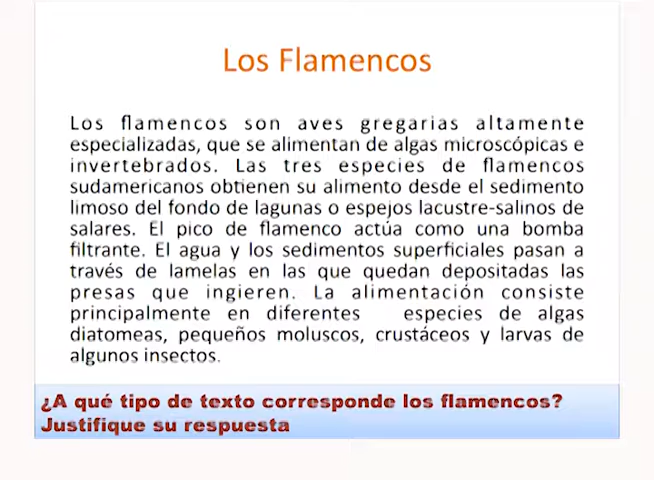 Los Flamencos
Los flamencos son aves gregarias altamente
especializadas, que se alimentan de algas microscópicas e
invertebrados. Las tres especies de flamencos
sudamericanos obtienen su alimento desde el sedimento
limoso del fondo de lagunas o espejos lacustre-salinos de
salares. El pico de flamenco actúa como una bomba
filtrante. El agua y los sedimentos superficiales pasan a
través de lamelas en las que quedan depositadas las
presas que ingieren. La alimentación consiste
principalmente en diferentes especies de algas
diatomeas, pequeños moluscos, crustáceos y larvas de
algunos insectos.
¿A qué tipo de texto corresponde los flamencos?
Justifique su respuesta